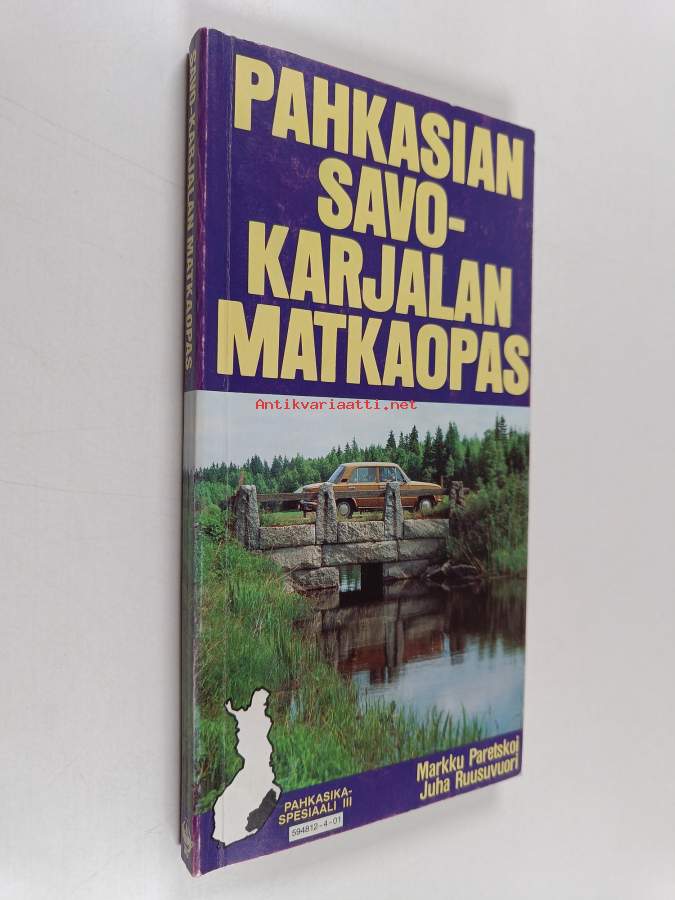 SAVO-KARJALAN MATKAOPAS
PAHKASIAN
SAVO-
KARJALAN
MATKAOPAS
Antikvariaatti.net
Markku Paretskoi
Juha Ruusuvuori
PAHKASIKA-
SPESIAALI III
594812-4-01